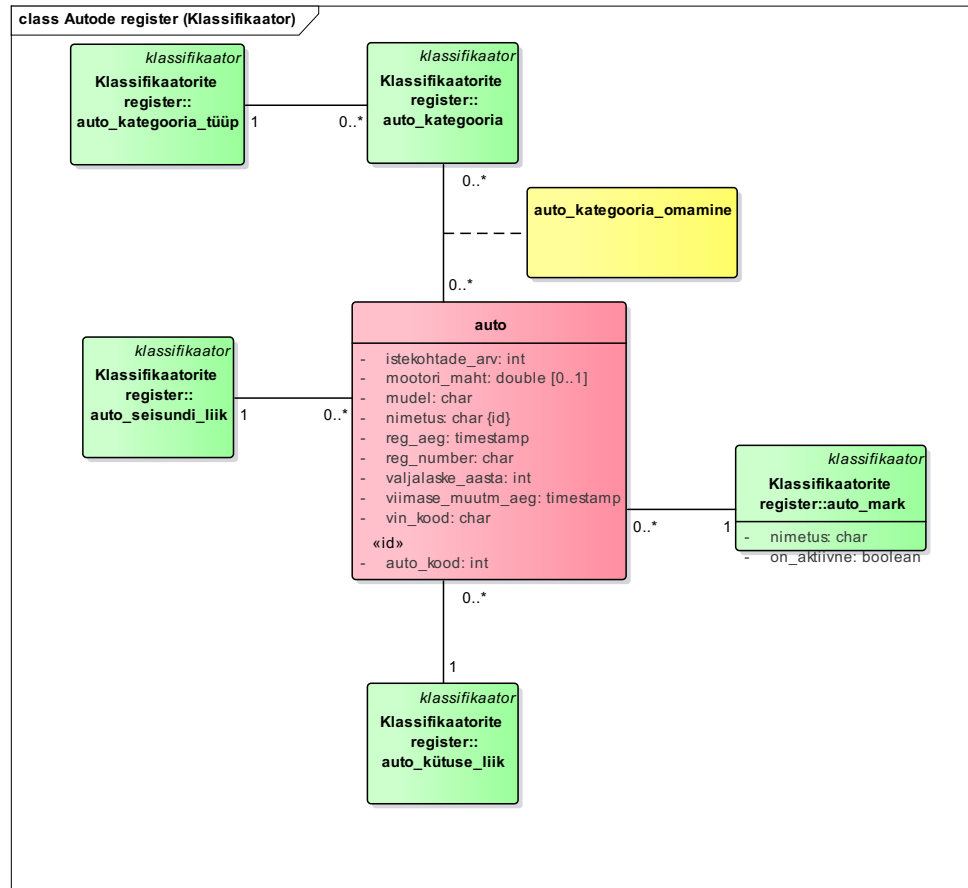 class Autode register (Klassifikaator)
klassifikaator
Klassifikaatorite
register::
auto_kategooria_tüüp
1
0..*
klassifikaator
Klassifikaatorite
register::
auto_kategooria
0..*
auto_kategooria_omamine
0..*
klassifikaator
Klassifikaatorite
register::
auto_seisundi_liik
1
0..*
auto
- istekohtade_arv: int
- mootori_maht: double [0..1]
- mudel: char
- nimetus: char {id}
- reg_aeg: timestamp
- reg_number: char
- valjalaske_aasta: int
- viimase_muutm_aeg: timestamp
- vin_kood: char
«id»
- auto_kood: int
0..*
1
klassifikaator
Klassifikaatorite
register::auto_mark
- nimetus: char
- on_aktiivne: boolean
0..*
1
klassifikaator
Klassifikaatorite
register::
auto_kütuse_liik